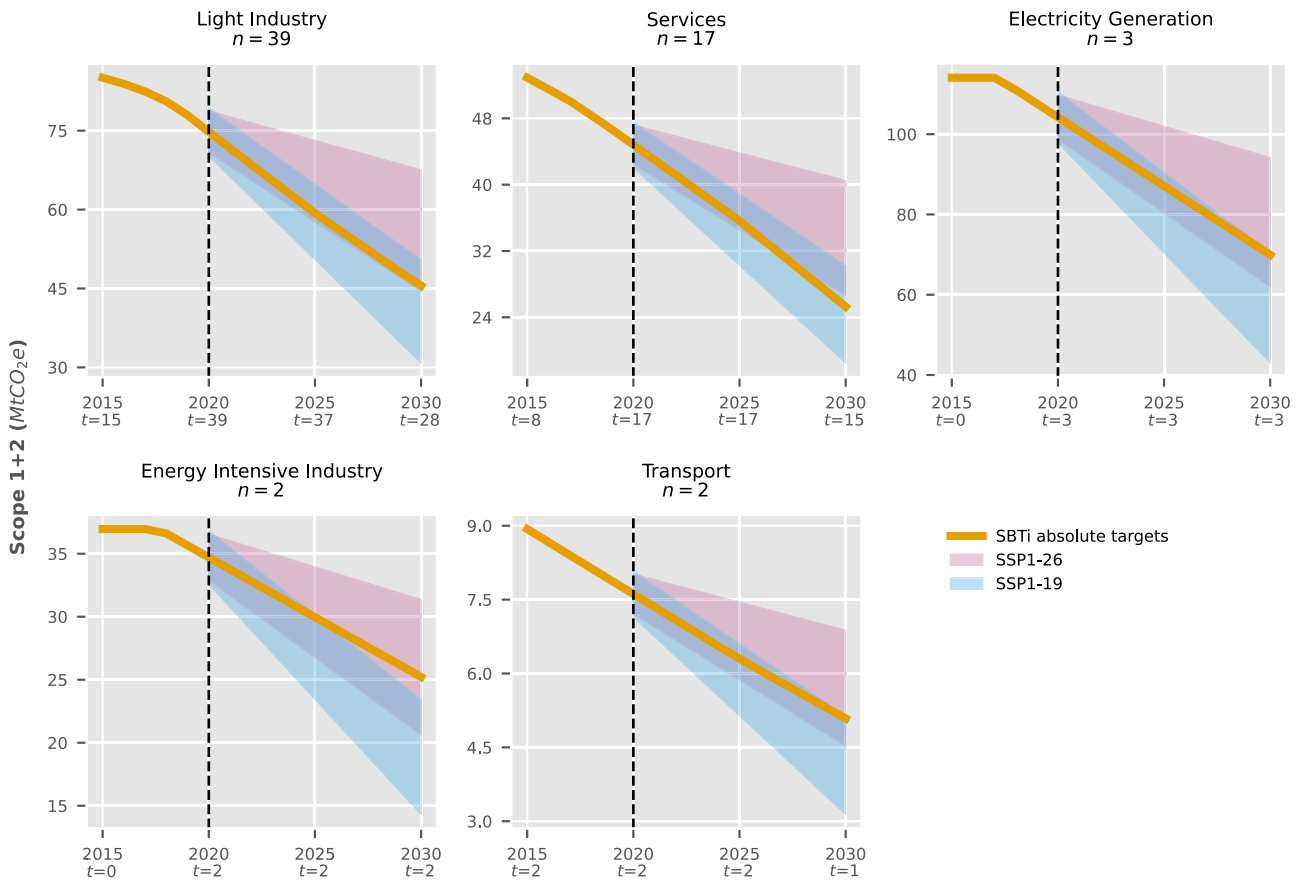 Light Industry
n = 39
Services
n = 17
Electricity Generation
n = 3
75
60
45
30
48
40
32
24
100
80
60
40
2015
t=15
2020
t=39
2025
t=37
2030
t=28
2015
t=8
2020
t=17
2025
t=17
2030
t=15
2015
t=0
2020
t=3
2025
t=3
2030
t=3
Scope 1+2 (MtCO₂e)
Energy Intensive Industry
n = 2
Transport
n = 2
35
30
25
20
15
9.0
7.5
6.0
4.5
3.0
2015
t=0
2020
t=2
2025
t=2
2030
t=2
2015
t=2
2020
t=2
2025
t=2
2030
t=1
SBTi absolute targets
SSP1-26
SSP1-19